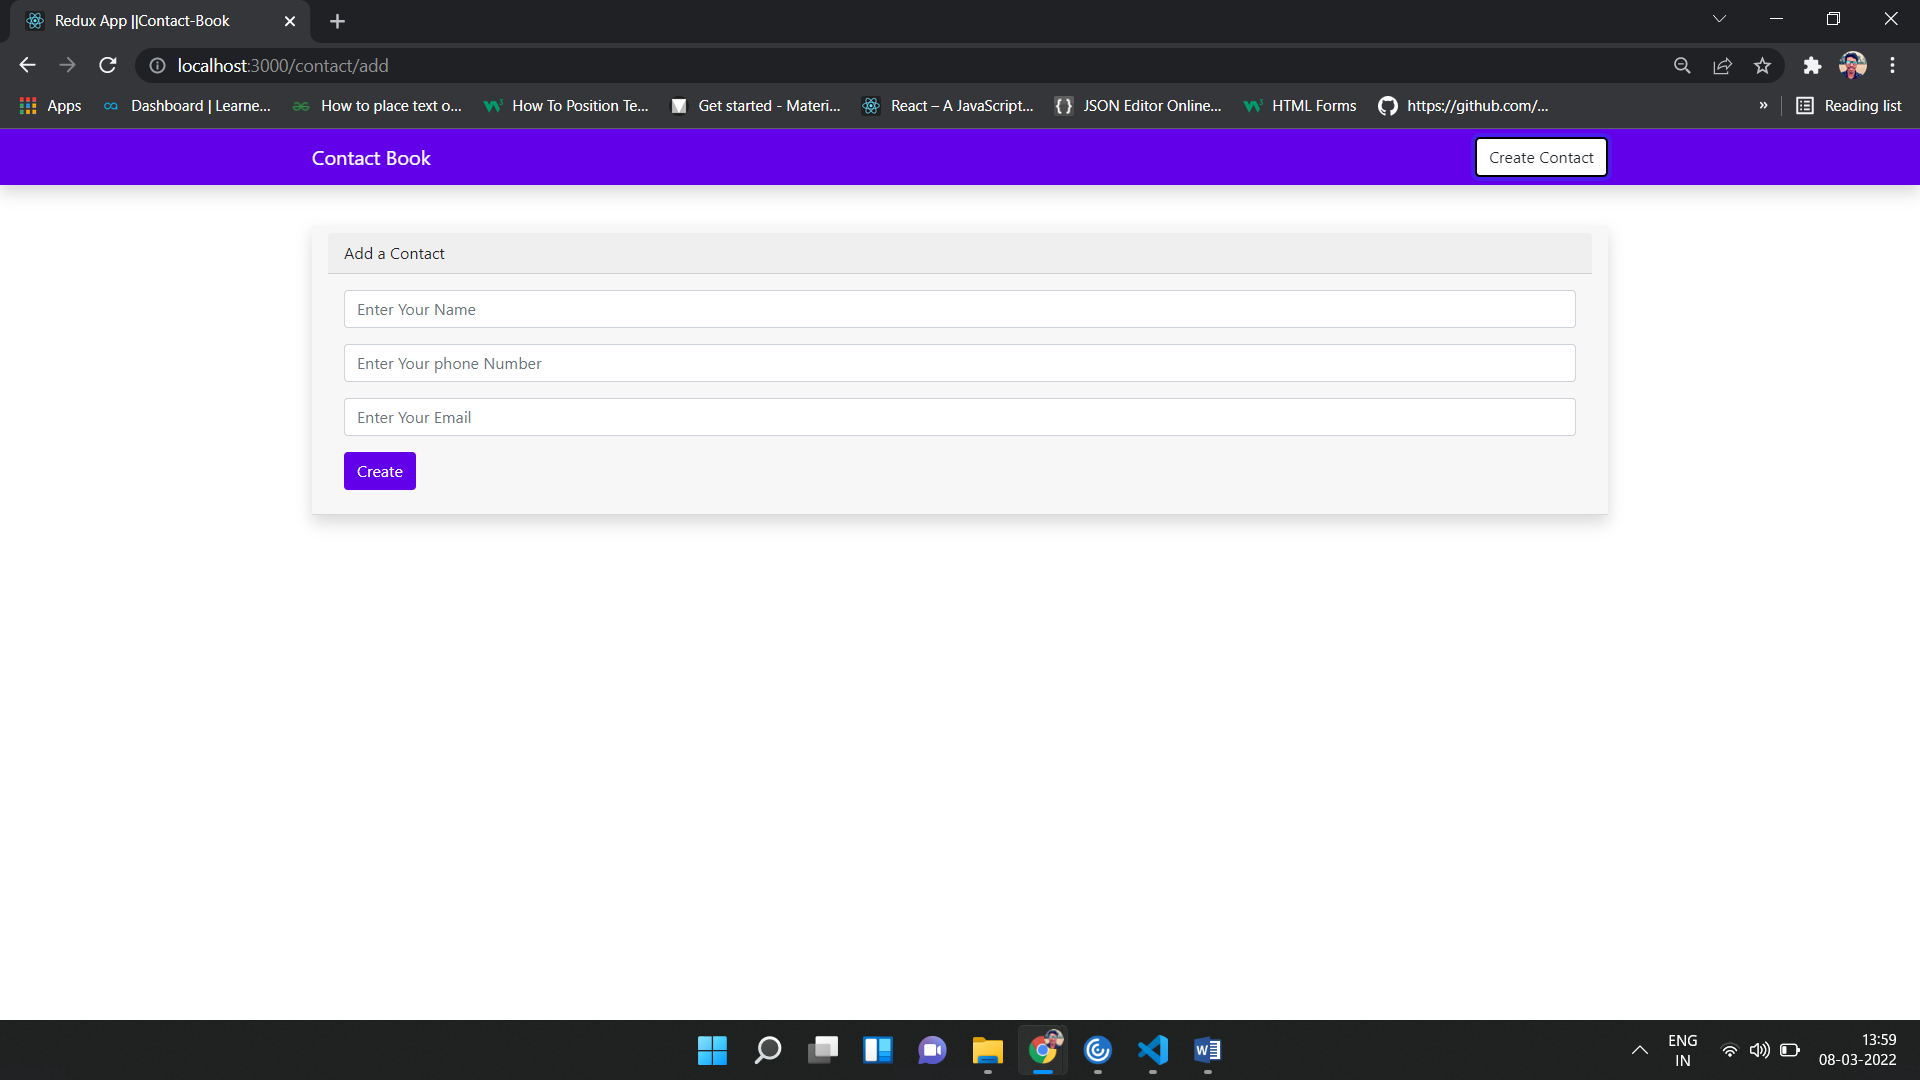 Redux App ||Contact-Book
localhost:3000/contact/add
Apps Dashboard | Learne... How to place text o... How To Position Te... Get started - Materi... React – A JavaScript... JSON Editor Online... HTML Forms https://github.com/... » Reading list
Contact Book Create Contact
Add a Contact
Enter Your Name
Enter Your phone Number
Enter Your Email
Create
ENG 13:59
IN 08-03-2022